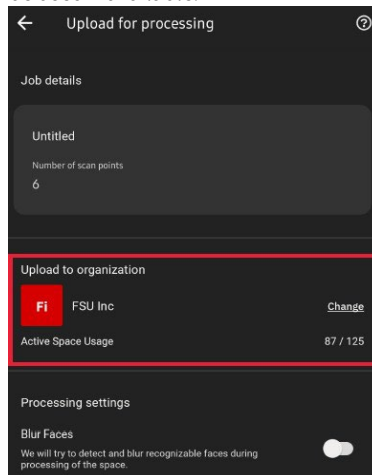 Upload for processing
Job details
Untitled
Number of scan points
6
Upload to organization
Fi FSU Inc Change
Active Space Usage 87 / 125
Processing settings
Blur Faces
We will try to detect and blur recognizable faces during
processing of the space.